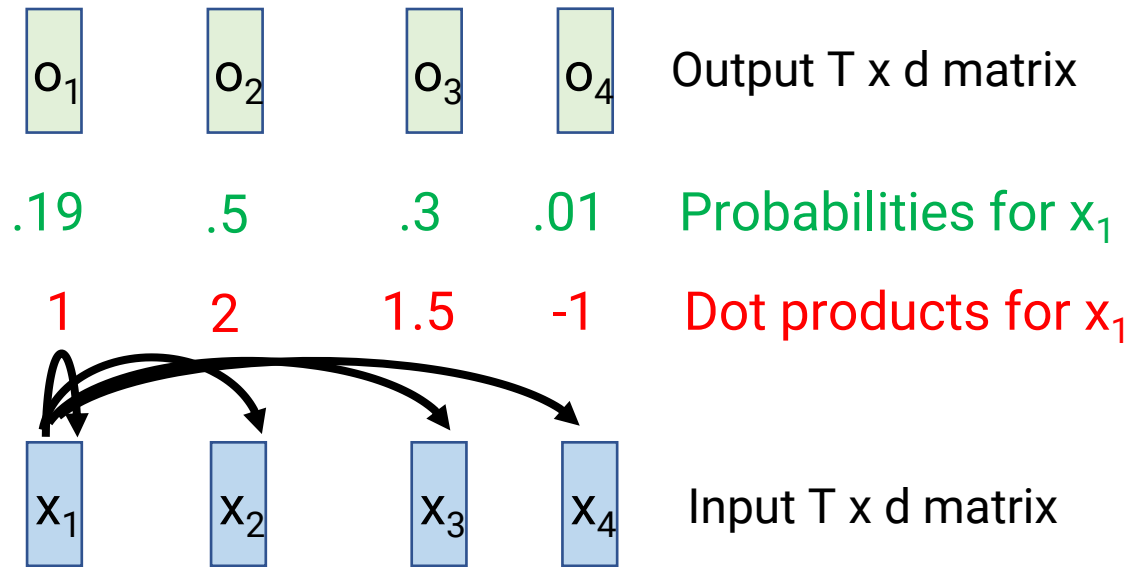 o₁ o₂ o₃ o₄ Output T x d matrix
.19 .5 .3 .01 Probabilities for x₁
1 2 1.5 -1 Dot products for x₁
x₁ x₂ x₃ x₄ Input T x d matrix